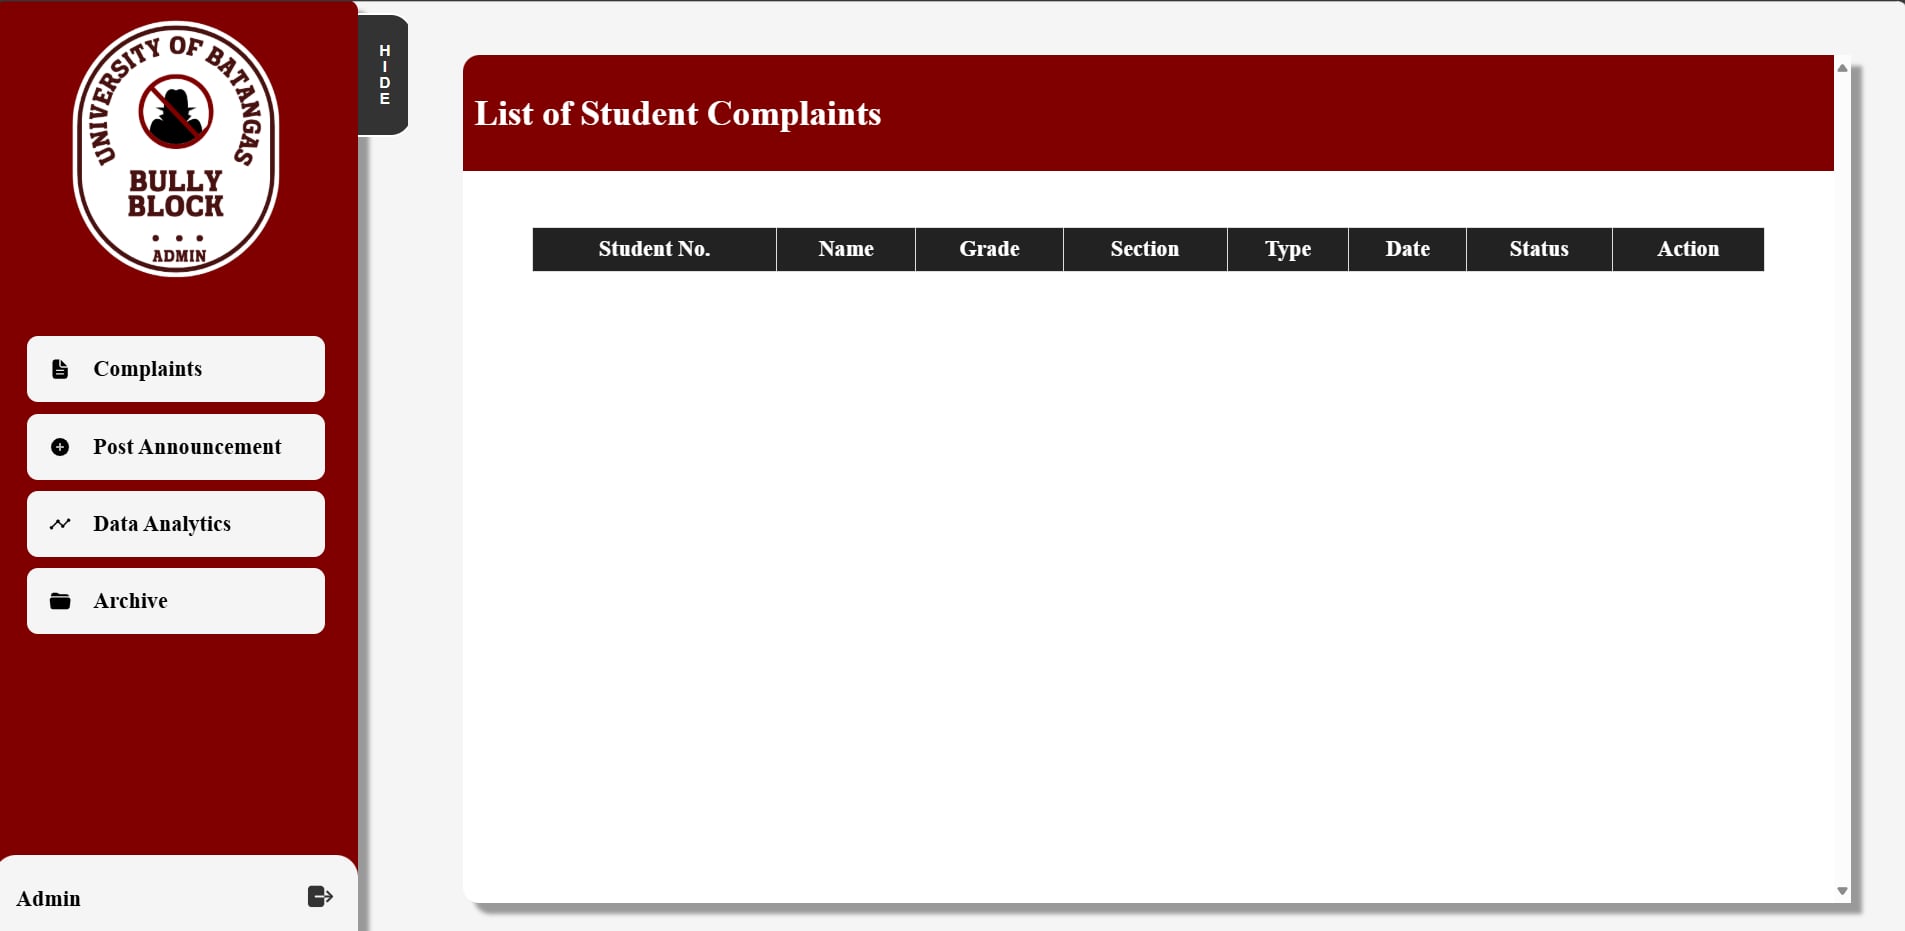 UNIVERSITY OF BATANGAS
BULLY
BLOCK
ADMIN
HIDE
Complaints
Post Announcement
Data Analytics
Archive
Admin
List of Student Complaints
Student No. Name Grade Section Type Date Status Action